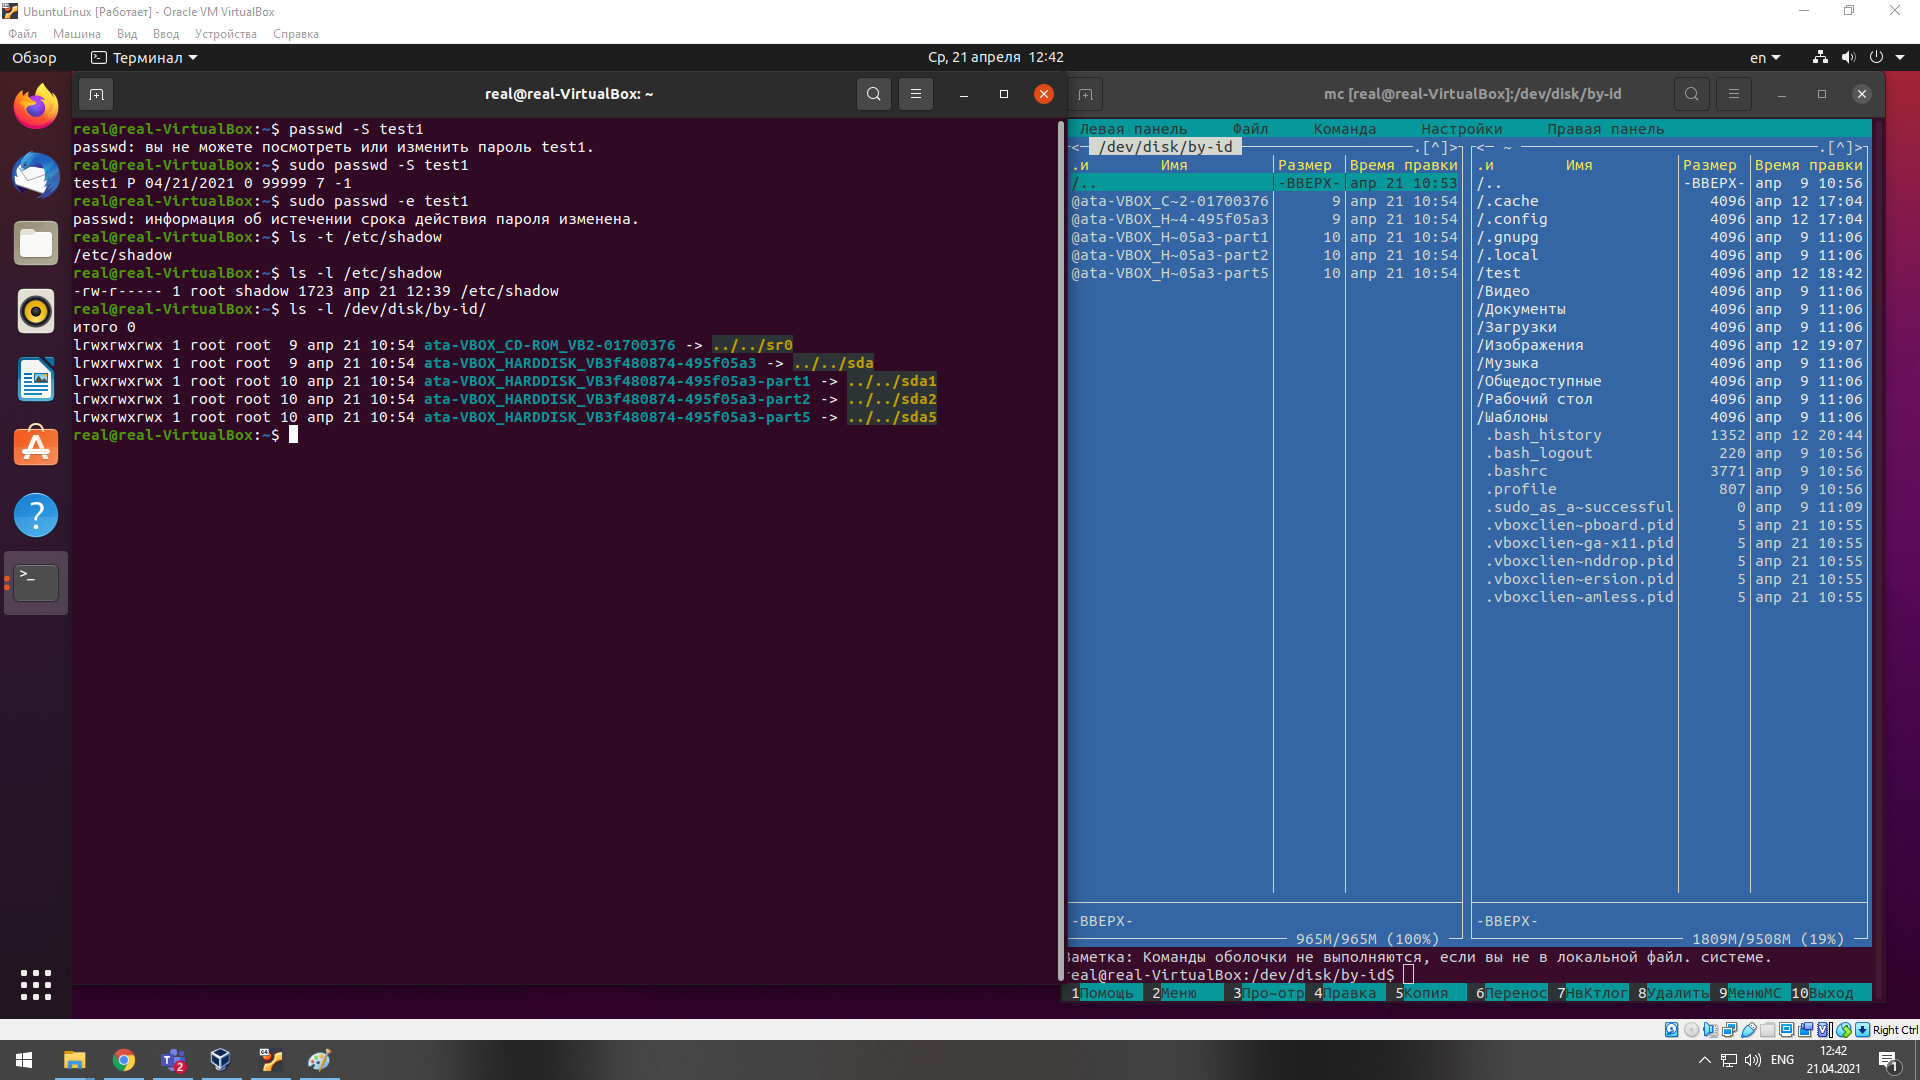 UbuntuLinux [Работает] - Oracle VM VirtualBox
Файл Машина Вид Ввод Устройства Справка
Обзор Терминал Ср, 21 апреля 12:42 en
real@real-VirtualBox: ~
real@real-VirtualBox:~$ passwd -S test1
passwd: вы не можете посмотреть или изменить пароль test1.
real@real-VirtualBox:~$ sudo passwd -S test1
test1 P 04/21/2021 0 99999 7 -1
real@real-VirtualBox:~$ sudo passwd -e test1
passwd: информация об истечении срока действия пароля изменена.
real@real-VirtualBox:~$ ls -t /etc/shadow
/etc/shadow
real@real-VirtualBox:~$ ls -l /etc/shadow
-rw-r----- 1 root shadow 1723 апр 21 12:39 /etc/shadow
real@real-VirtualBox:~$ ls -l /dev/disk/by-id/
итого 0
lrwxrwxrwx 1 root root  9 апр 21 10:54 ata-VBOX_CD-ROM_VB2-01700376 -> ../../sr0
lrwxrwxrwx 1 root root  9 апр 21 10:54 ata-VBOX_HARDDISK_VB3f480874-495f05a3 -> ../../sda
lrwxrwxrwx 1 root root 10 апр 21 10:54 ata-VBOX_HARDDISK_VB3f480874-495f05a3-part1 -> ../../sda1
lrwxrwxrwx 1 root root 10 апр 21 10:54 ata-VBOX_HARDDISK_VB3f480874-495f05a3-part2 -> ../../sda2
lrwxrwxrwx 1 root root 10 апр 21 10:54 ata-VBOX_HARDDISK_VB3f480874-495f05a3-part5 -> ../../sda5
real@real-VirtualBox:~$
mc [real@real-VirtualBox]:/dev/disk/by-id
Левая панель Файл Команда Настройки Правая панель
<─ /dev/disk/by-id .[^]>
.и Имя Размер Время правки
/.. -ВВЕРХ- апр 21 10:53
@ata-VBOX_C~2-01700376 9 апр 21 10:54
@ata-VBOX_H~4-495f05a3 9 апр 21 10:54
@ata-VBOX_H~05a3-part1 10 апр 21 10:54
@ata-VBOX_H~05a3-part2 10 апр 21 10:54
@ata-VBOX_H~05a3-part5 10 апр 21 10:54
-ВВЕРХ-
965M/965M (100%)
<─ ~ .[^]>
.и Имя Размер Время правки
/.. -ВВЕРХ- апр  9 10:56
/.cache 4096 апр 12 17:04
/.config 4096 апр 12 17:04
/.gnupg 4096 апр  9 11:06
/.local 4096 апр  9 11:06
/test 4096 апр 12 18:42
/Видео 4096 апр  9 11:06
/Документы 4096 апр  9 11:06
/Загрузки 4096 апр  9 11:06
/Изображения 4096 апр 12 19:07
/Музыка 4096 апр  9 11:06
/Общедоступные 4096 апр  9 11:06
/Рабочий стол 4096 апр  9 11:06
/Шаблоны 4096 апр  9 11:06
.bash_history 1352 апр 12 20:44
.bash_logout 220 апр  9 10:56
.bashrc 3771 апр  9 10:56
.profile 807 апр  9 10:56
.sudo_as_a~successful 0 апр  9 11:09
.vboxclien~pboard.pid 5 апр 21 10:55
.vboxclien~ga-x11.pid 5 апр 21 10:55
.vboxclien~nddrop.pid 5 апр 21 10:55
.vboxclien~ersion.pid 5 апр 21 10:55
.vboxclien~amless.pid 5 апр 21 10:55
-ВВЕРХ-
1809M/9508M (19%)
Заметка: Команды оболочки не выполняются, если вы не в локальной файл. системе.
real@real-VirtualBox:/dev/disk/by-id$
1Помощь 2Меню 3Про~отр 4Правка 5Копия 6Перенос 7НвКтлог 8Удалить 9МенюМС 10Выход
Right Ctrl
2 64 ENG 12:42
21.04.2021 1